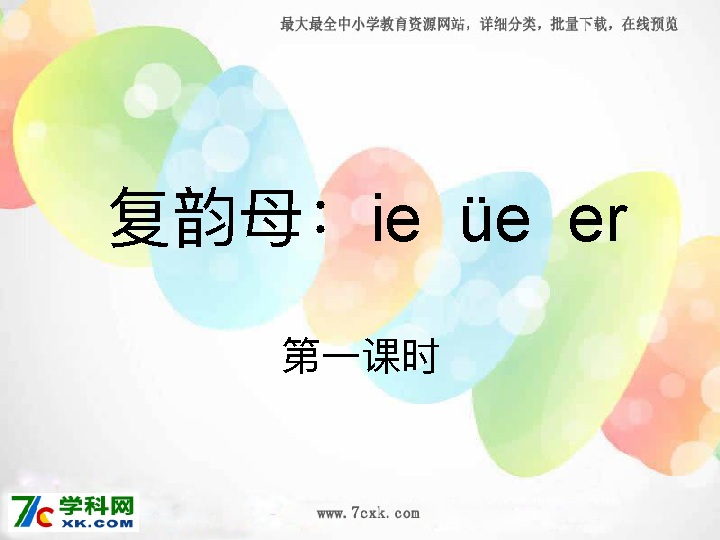 最大最全中小学教育资源网站，详细分类，批量下载，在线预览
复韵母：ie üe er
第一课时
7c学科网
XK.COM
www.7cxk.com